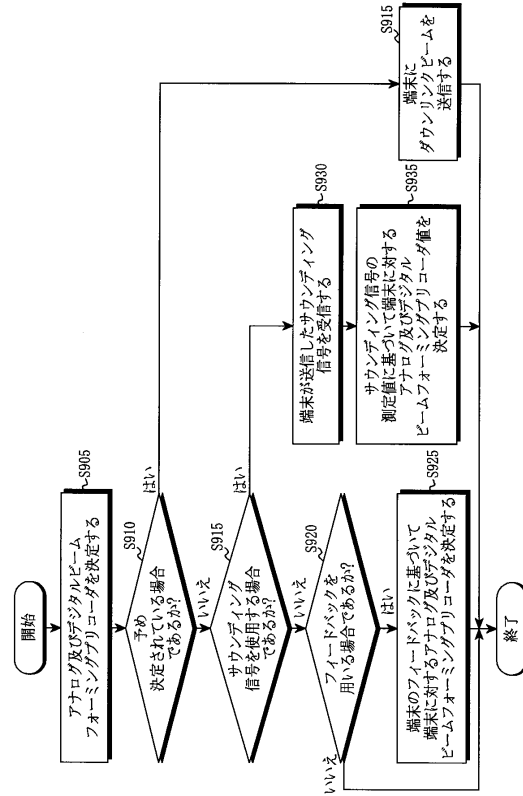 開始
S905
アナログ及びデジタルビーム
フォーミングプリコーダを決定する
S910
予め
決定されている場合
であるか?
はい
いいえ
S915
サウンディング
信号を使用する場合
であるか?
はい
いいえ
S920
フィードバックを
用いる場合であるか?
いいえ
はい
S925
端末のフィードバックに基づいて
端末に対するアナログ及びデジタル
ビームフォーミングプリコーダを決定する
終了
S930
端末が送信したサウンディング
信号を受信する
S935
サウンディング信号の
測定値に基づいて端末に対する
アナログ及びデジタル
ビームフォーミングプリコーダ値を
決定する
S915
端末に
ダウンリンクビームを
送信する